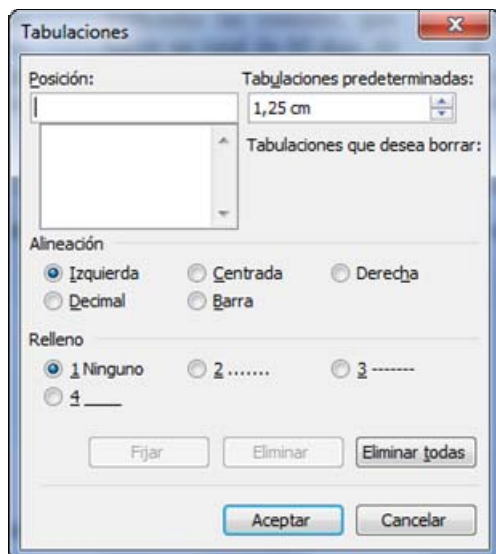 Tabulaciones
Posición:
Tabulaciones predeterminadas:
1,25 cm
Tabulaciones que desea borrar:
Alineación
Izquierda
Centrada
Derecha
Decimal
Barra
Relleno
1 Ninguno
2 .......
3 -------
4 ____
Fijar
Eliminar
Eliminar todas
Aceptar
Cancelar